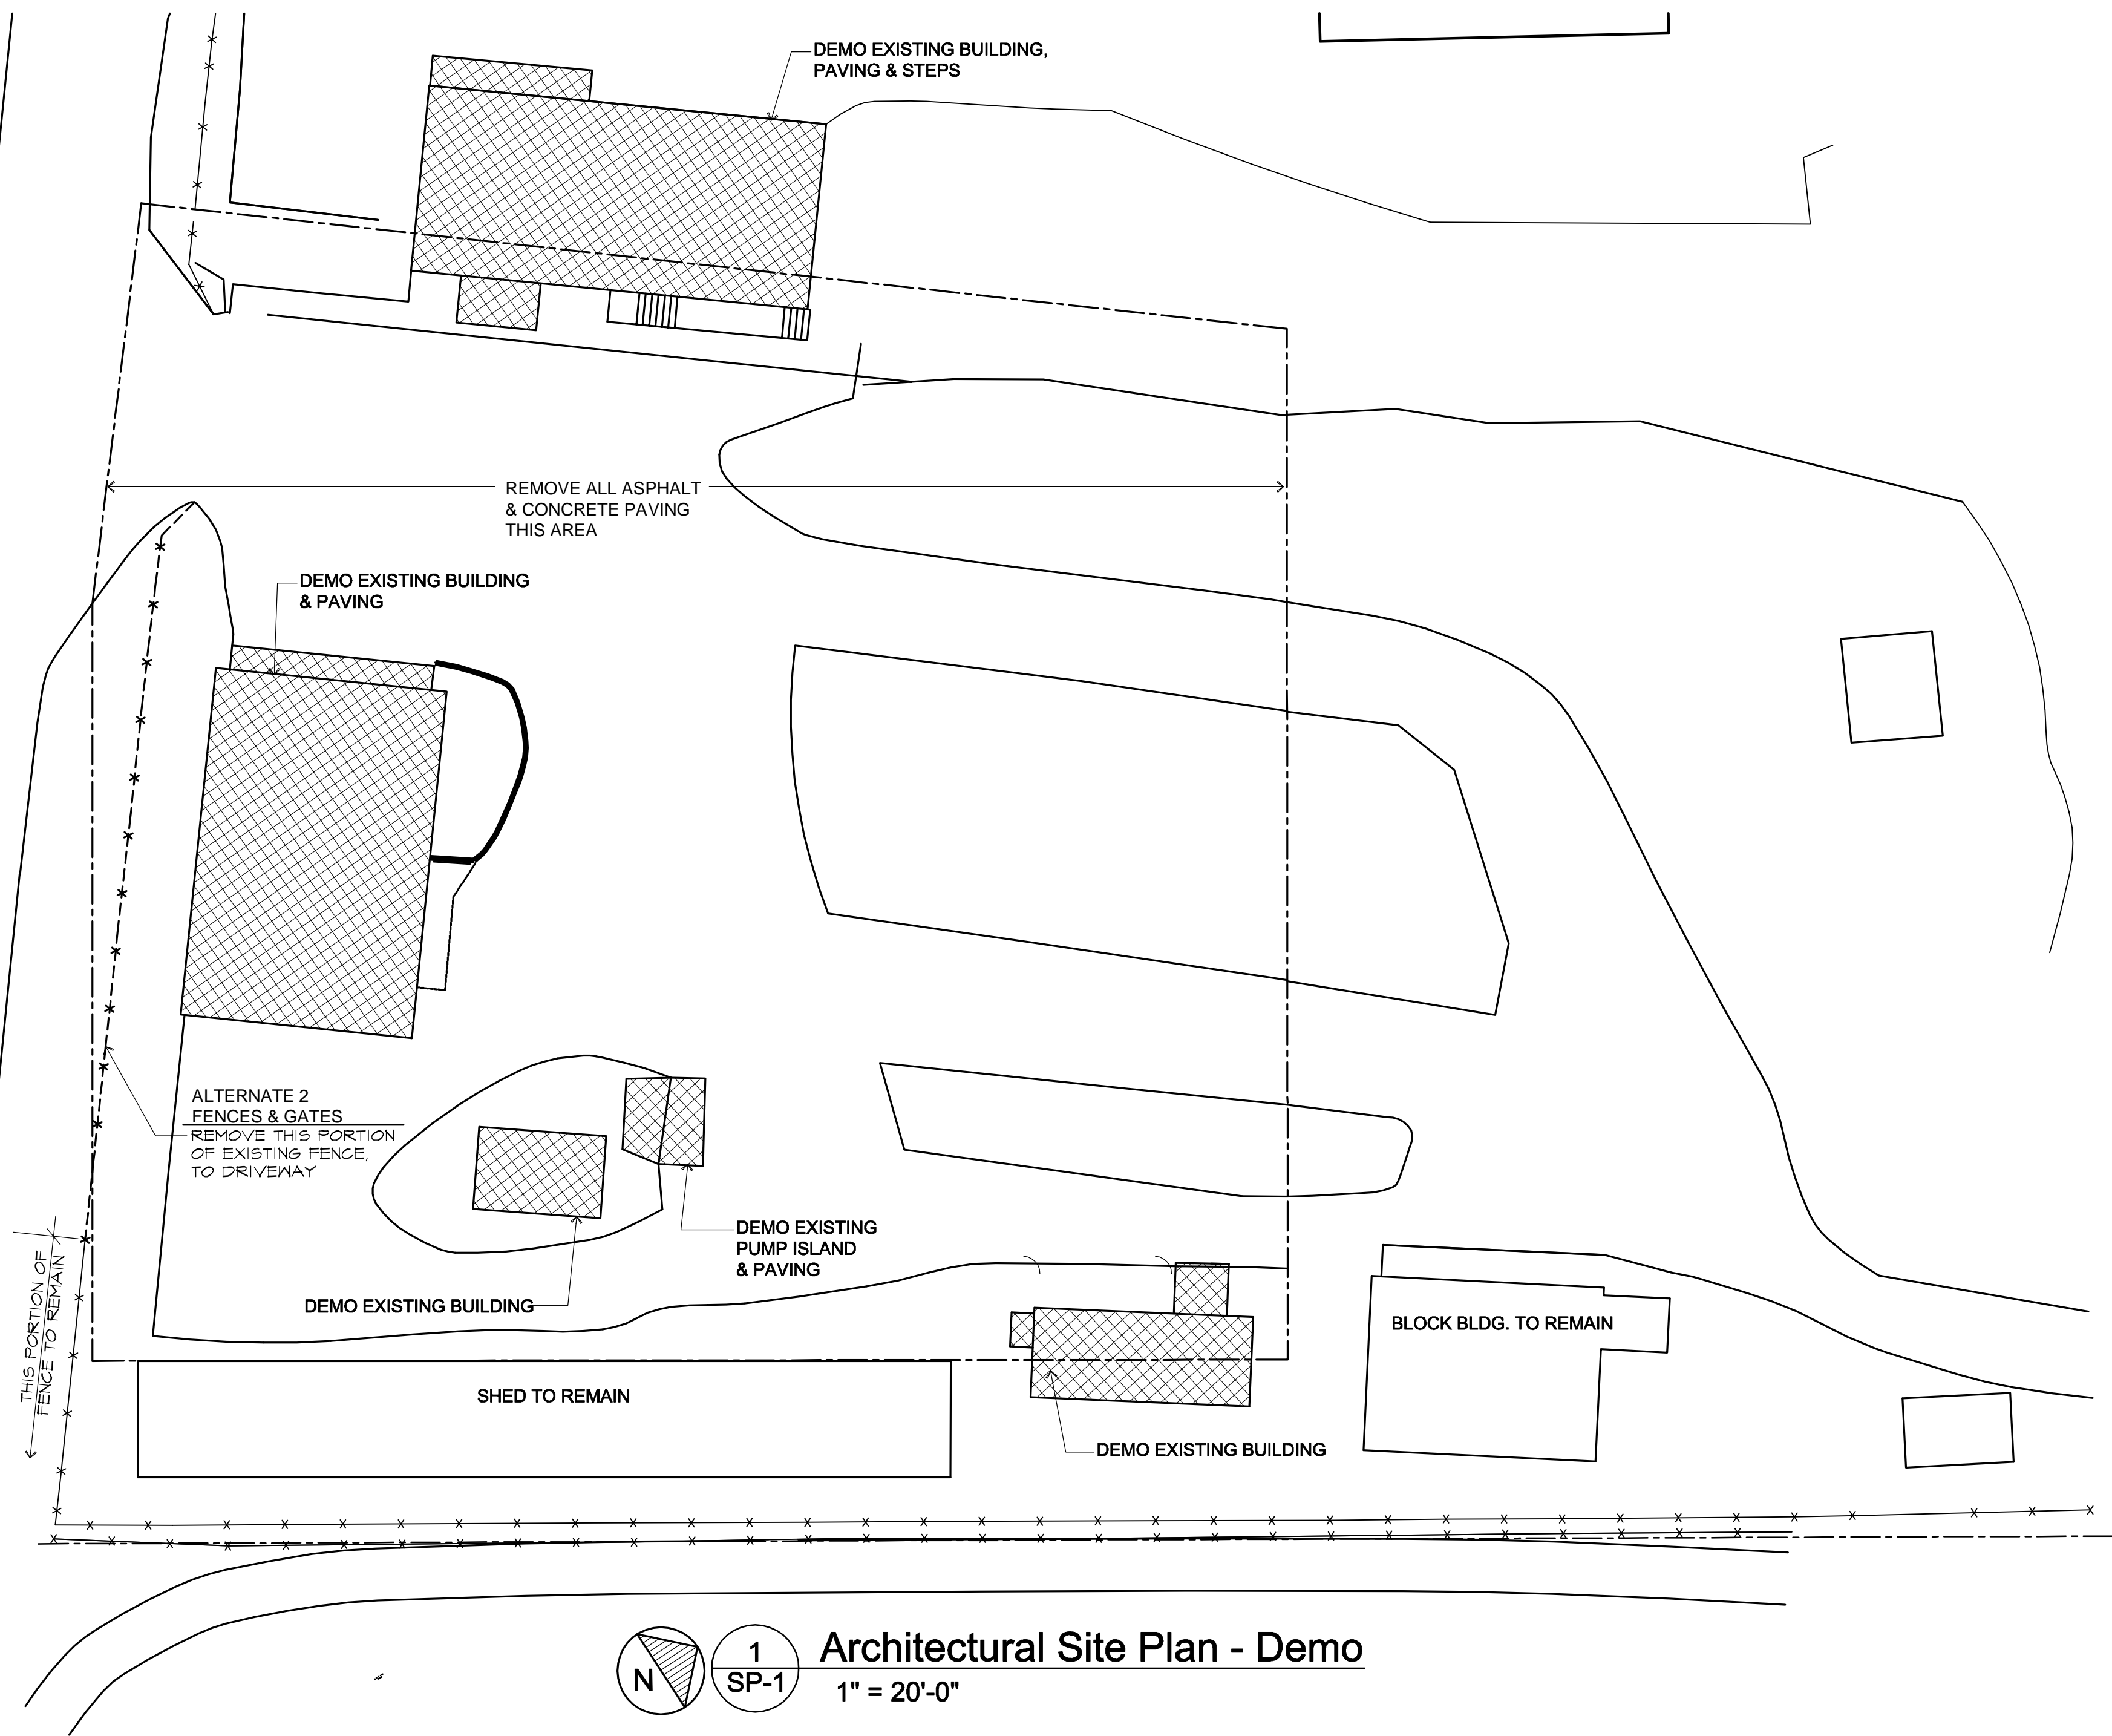 DEMO EXISTING BUILDING,
PAVING & STEPS
REMOVE ALL ASPHALT
& CONCRETE PAVING
THIS AREA
DEMO EXISTING BUILDING
& PAVING
ALTERNATE 2
FENCES & GATES
REMOVE THIS PORTION
OF EXISTING FENCE,
TO DRIVEWAY
THIS PORTION OF
FENCE TO REMAIN
DEMO EXISTING
PUMP ISLAND
& PAVING
DEMO EXISTING BUILDING
BLOCK BLDG. TO REMAIN
SHED TO REMAIN
DEMO EXISTING BUILDING
N
1
SP-1
Architectural Site Plan - Demo
1" = 20'-0"